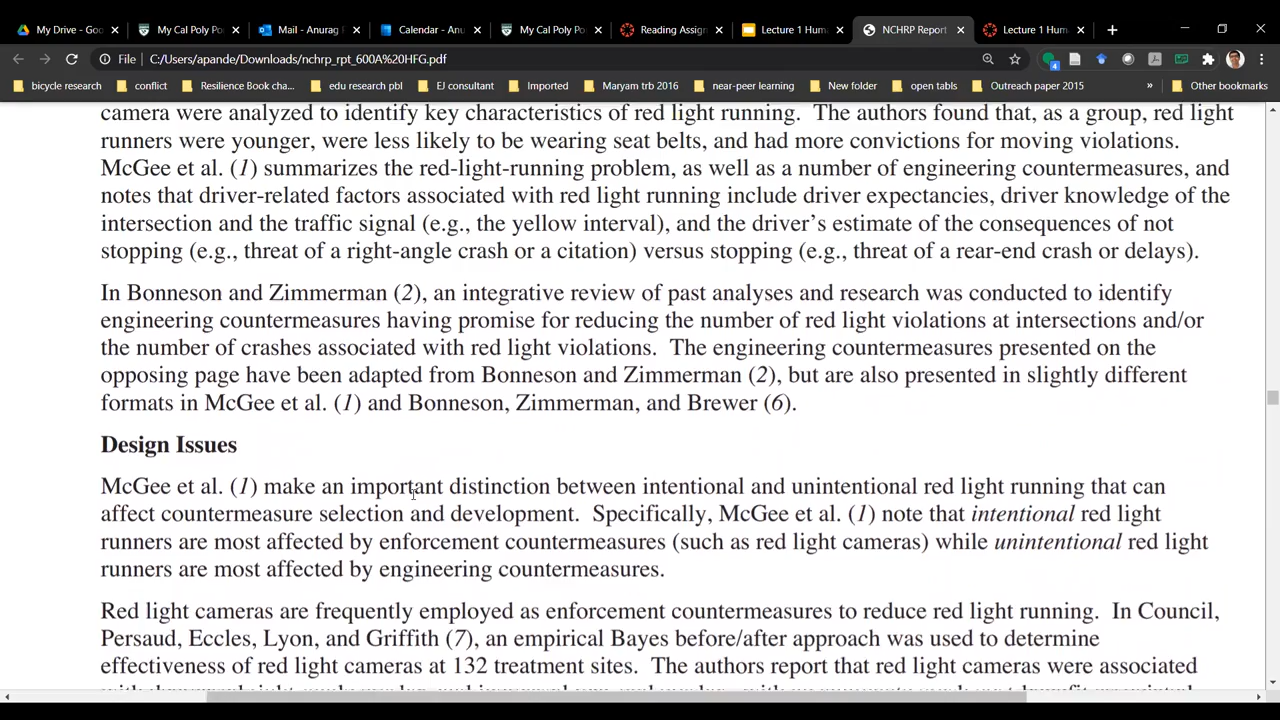 My Drive - Goo
My Cal Poly Po
Mail - Anurag P
Calendar - Anu
My Cal Poly Po
Reading Assig
Lecture 1 Huma
NCHRP Report
Lecture 1 Huma
File | C:/Users/apande/Downloads/nchrp_rpt_600A%20HFG.pdf
4
bicycle research
conflict
Resilience Book cha...
edu research pbl
EJ consultant
Imported
Maryam trb 2016
near-peer learning
New folder
open tabs
Outreach paper 2015
»
Other bookmarks
camera were analyzed to identify key characteristics of red light running. The authors found that, as a group, red light
runners were younger, were less likely to be wearing seat belts, and had more convictions for moving violations.
McGee et al. (1) summarizes the red-light-running problem, as well as a number of engineering countermeasures, and
notes that driver-related factors associated with red light running include driver expectancies, driver knowledge of the
intersection and the traffic signal (e.g., the yellow interval), and the driver’s estimate of the consequences of not
stopping (e.g., threat of a right-angle crash or a citation) versus stopping (e.g., threat of a rear-end crash or delays).
In Bonneson and Zimmerman (2), an integrative review of past analyses and research was conducted to identify
engineering countermeasures having promise for reducing the number of red light violations at intersections and/or
the number of crashes associated with red light violations. The engineering countermeasures presented on the
opposing page have been adapted from Bonneson and Zimmerman (2), but are also presented in slightly different
formats in McGee et al. (1) and Bonneson, Zimmerman, and Brewer (6).
Design Issues
McGee et al. (1) make an important distinction between intentional and unintentional red light running that can
affect countermeasure selection and development. Specifically, McGee et al. (1) note that intentional red light
runners are most affected by enforcement countermeasures (such as red light cameras) while unintentional red light
runners are most affected by engineering countermeasures.
Red light cameras are frequently employed as enforcement countermeasures to reduce red light running. In Council,
Persaud, Eccles, Lyon, and Griffith (7), an empirical Bayes before/after approach was used to determine
effectiveness of red light cameras at 132 treatment sites. The authors report that red light cameras were associated